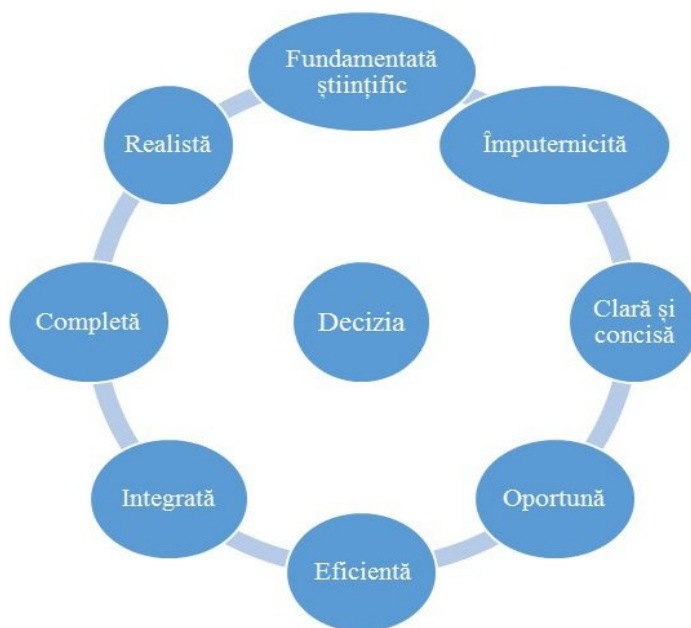 Fundamentată
științific
Împuternicită
Clară și
concisă
Oportună
Eficientă
Integrată
Completă
Realistă
Decizia